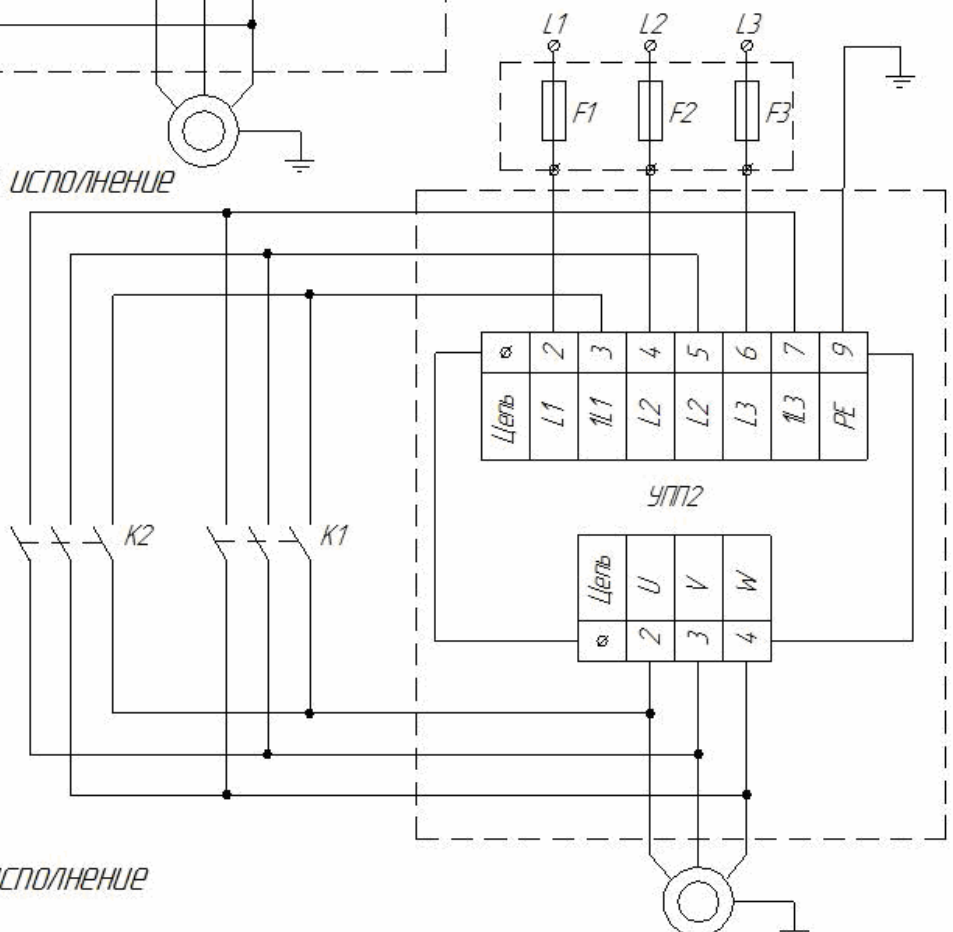 L1 L2 L3
F1 F2 F3
исполнение
ø 2 3 4 5 6 7 9
Цепь L1 1L1 L2 L2 L3 1L3 PE
УПП2
K2 K1
Цепь U V W
ø 2 3 4
исполнение